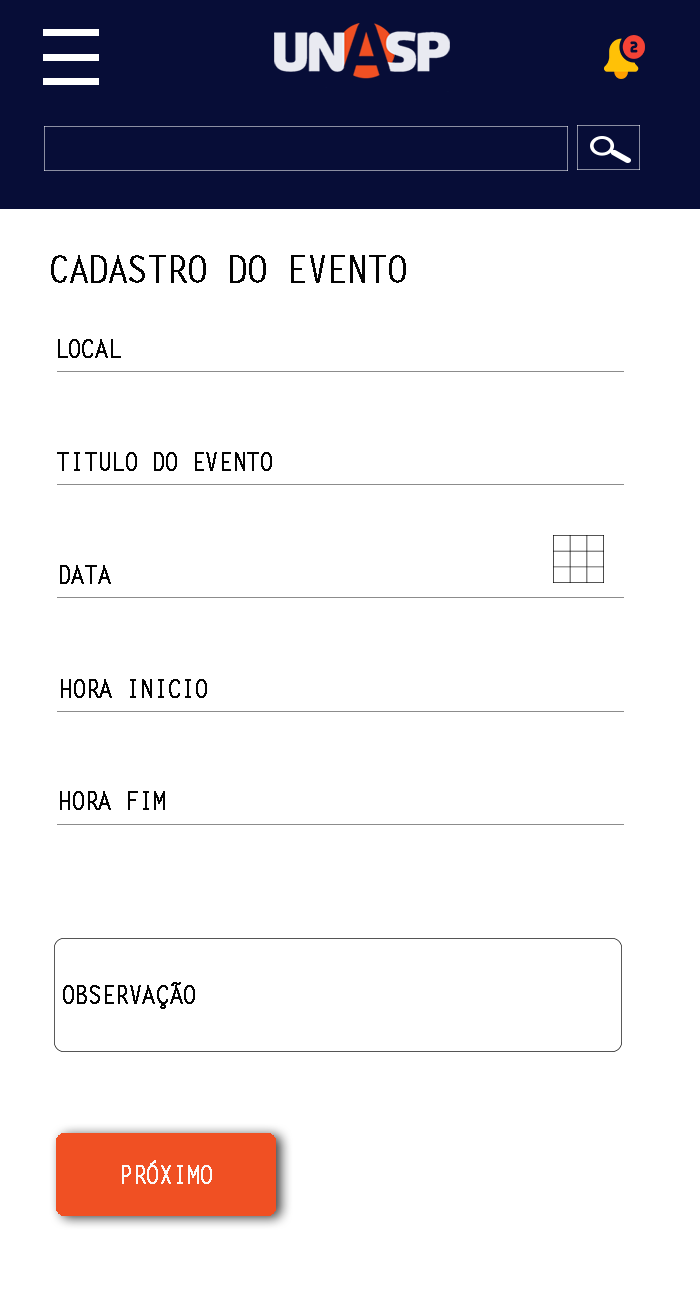 UNASP
2
CADASTRO DO EVENTO
LOCAL
TITULO DO EVENTO
DATA
HORA INICIO
HORA FIM
OBSERVAÇÃO
PRÓXIMO